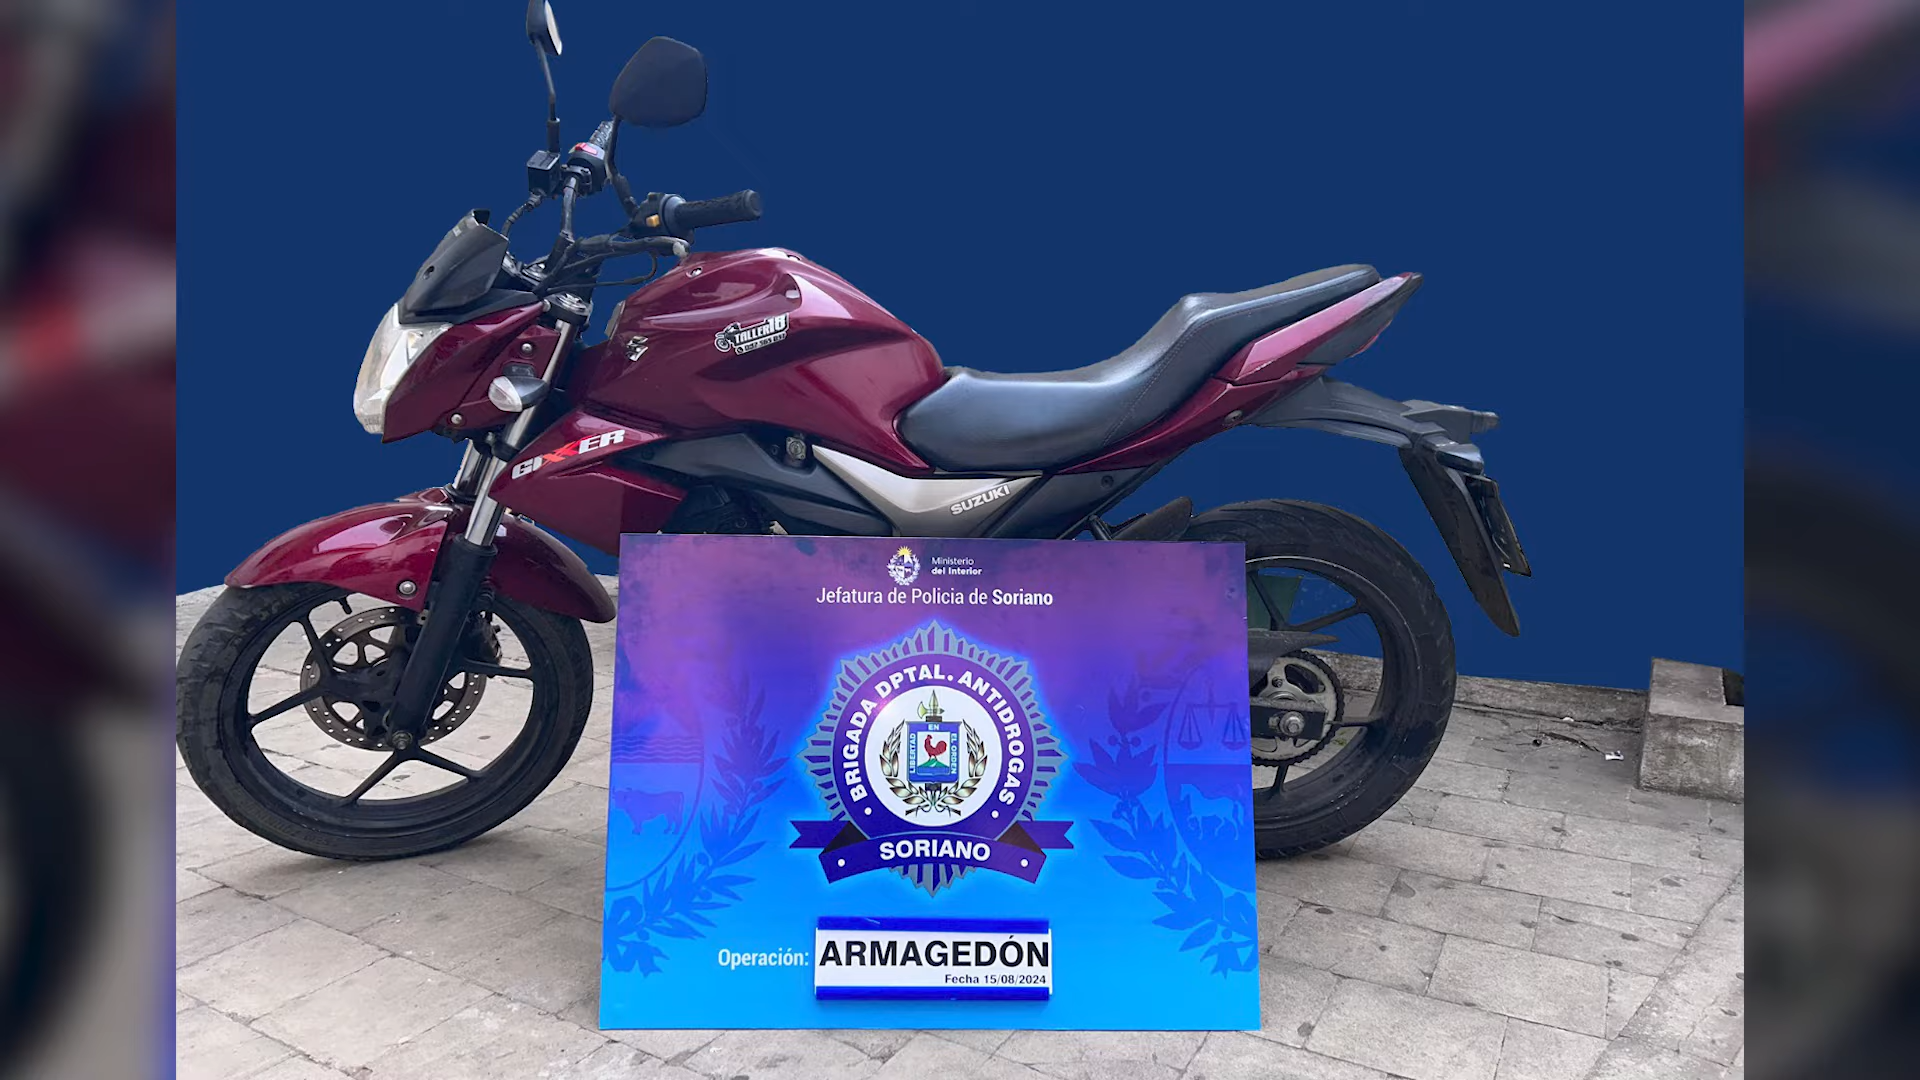 TALLER18
GIXXER
SUZUKI
Ministerio
del Interior
Jefatura de Policia de Soriano
• BRIGADA DPTAL. ANTIDROGAS •
LIBERTAD
EN
EL ORDEN
• SORIANO •
Operación:
ARMAGEDÓN
Fecha 15/08/2024